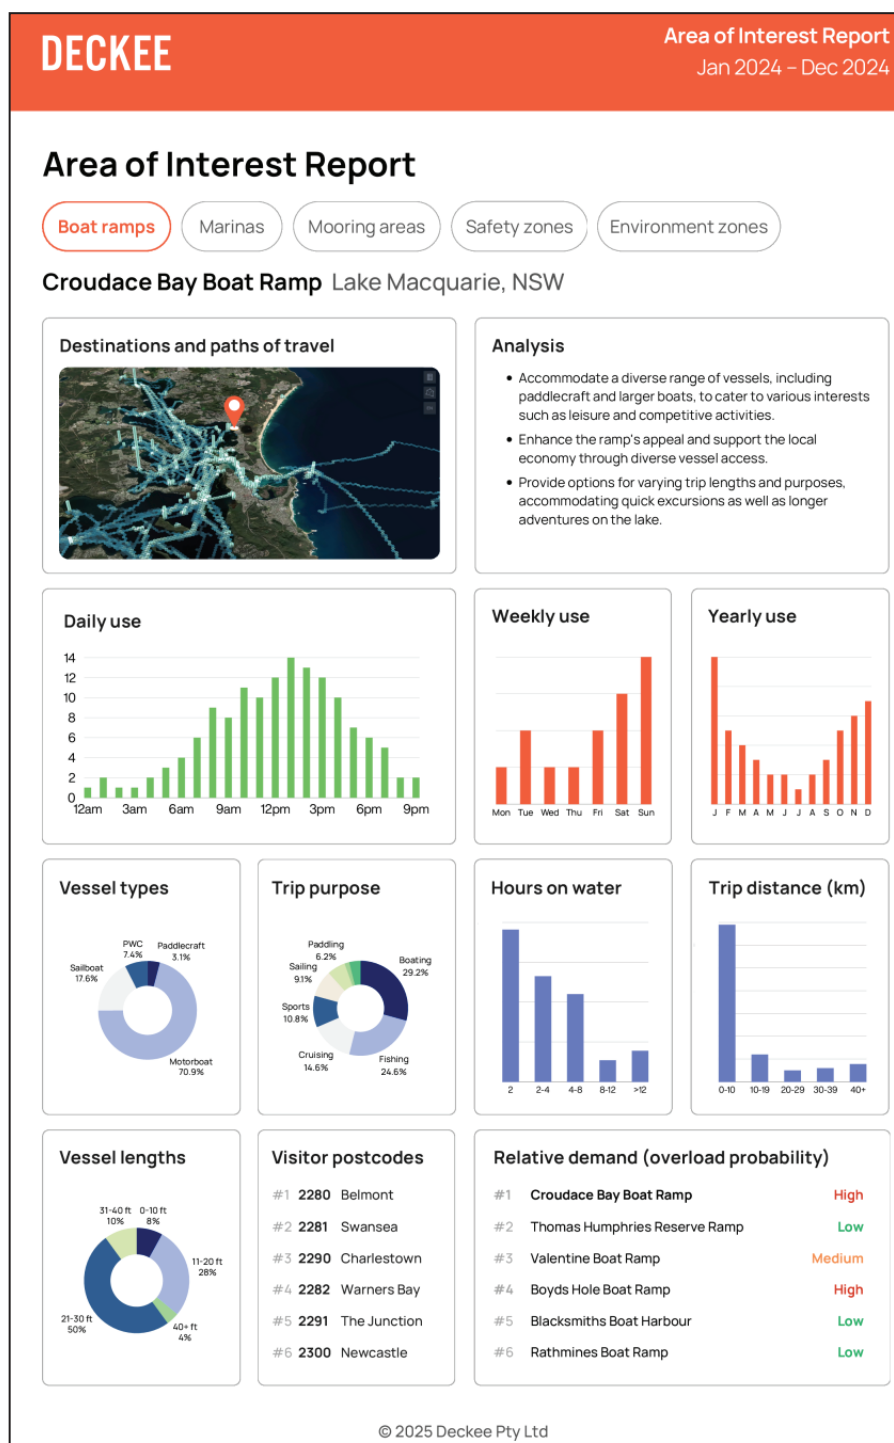 DECKEE
Area of Interest Report
Jan 2024 – Dec 2024
Area of Interest Report
Boat ramps
Marinas
Mooring areas
Safety zones
Environment zones
Croudace Bay Boat Ramp Lake Macquarie, NSW
Destinations and paths of travel
Analysis
• Accommodate a diverse range of vessels, including
paddlecraft and larger boats, to cater to various interests
such as leisure and competitive activities.
• Enhance the ramp's appeal and support the local
economy through diverse vessel access.
• Provide options for varying trip lengths and purposes,
accommodating quick excursions as well as longer
adventures on the lake.
Daily use
14
12
10
8
6
4
2
0
12am 3am 6am 9am 12pm 3pm 6pm 9pm
Weekly use
Mon Tue Wed Thu Fri Sat Sun
Yearly use
J F M A M J J A S O N D
Vessel types
PWC
7.4%
Paddlecraft
3.1%
Sailboat
17.6%
Motorboat
70.9%
Trip purpose
Paddling
6.2%
Boating
29.2%
Sailing
9.1%
Sports
10.8%
Cruising
14.6%
Fishing
24.6%
Hours on water
2 2-4 4-8 8-12 >12
Trip distance (km)
0-10 10-19 20-29 30-39 40+
Vessel lengths
31-40 ft
10%
0-10 ft
8%
11-20 ft
28%
21-30 ft
50%
40+ ft
4%
Visitor postcodes
#1 2280 Belmont
#2 2281 Swansea
#3 2290 Charlestown
#4 2282 Warners Bay
#5 2291 The Junction
#6 2300 Newcastle
Relative demand (overload probability)
#1 Croudace Bay Boat Ramp High
#2 Thomas Humphries Reserve Ramp Low
#3 Valentine Boat Ramp Medium
#4 Boyds Hole Boat Ramp High
#5 Blacksmiths Boat Harbour Low
#6 Rathmines Boat Ramp Low
© 2025 Deckee Pty Ltd